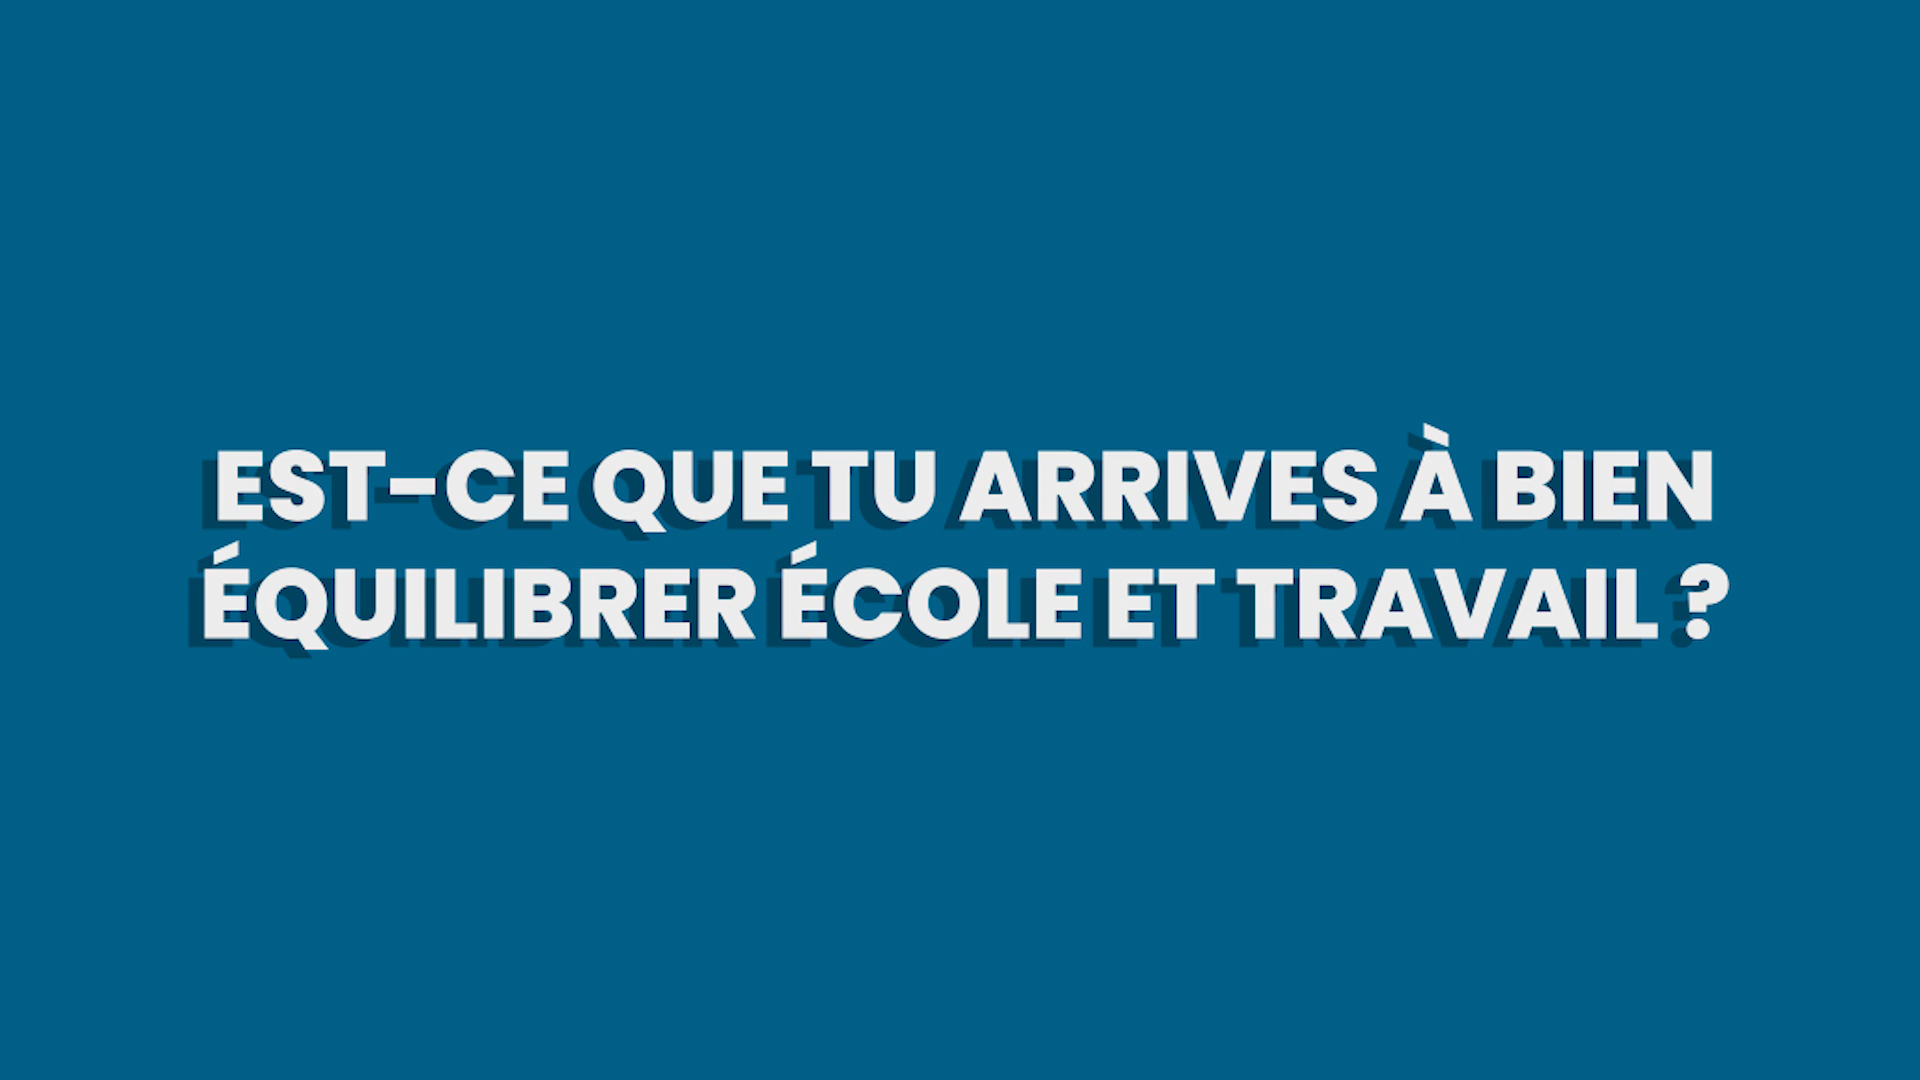 EST-CE QUE TU ARRIVES À BIEN
ÉQUILIBRER ÉCOLE ET TRAVAIL ?